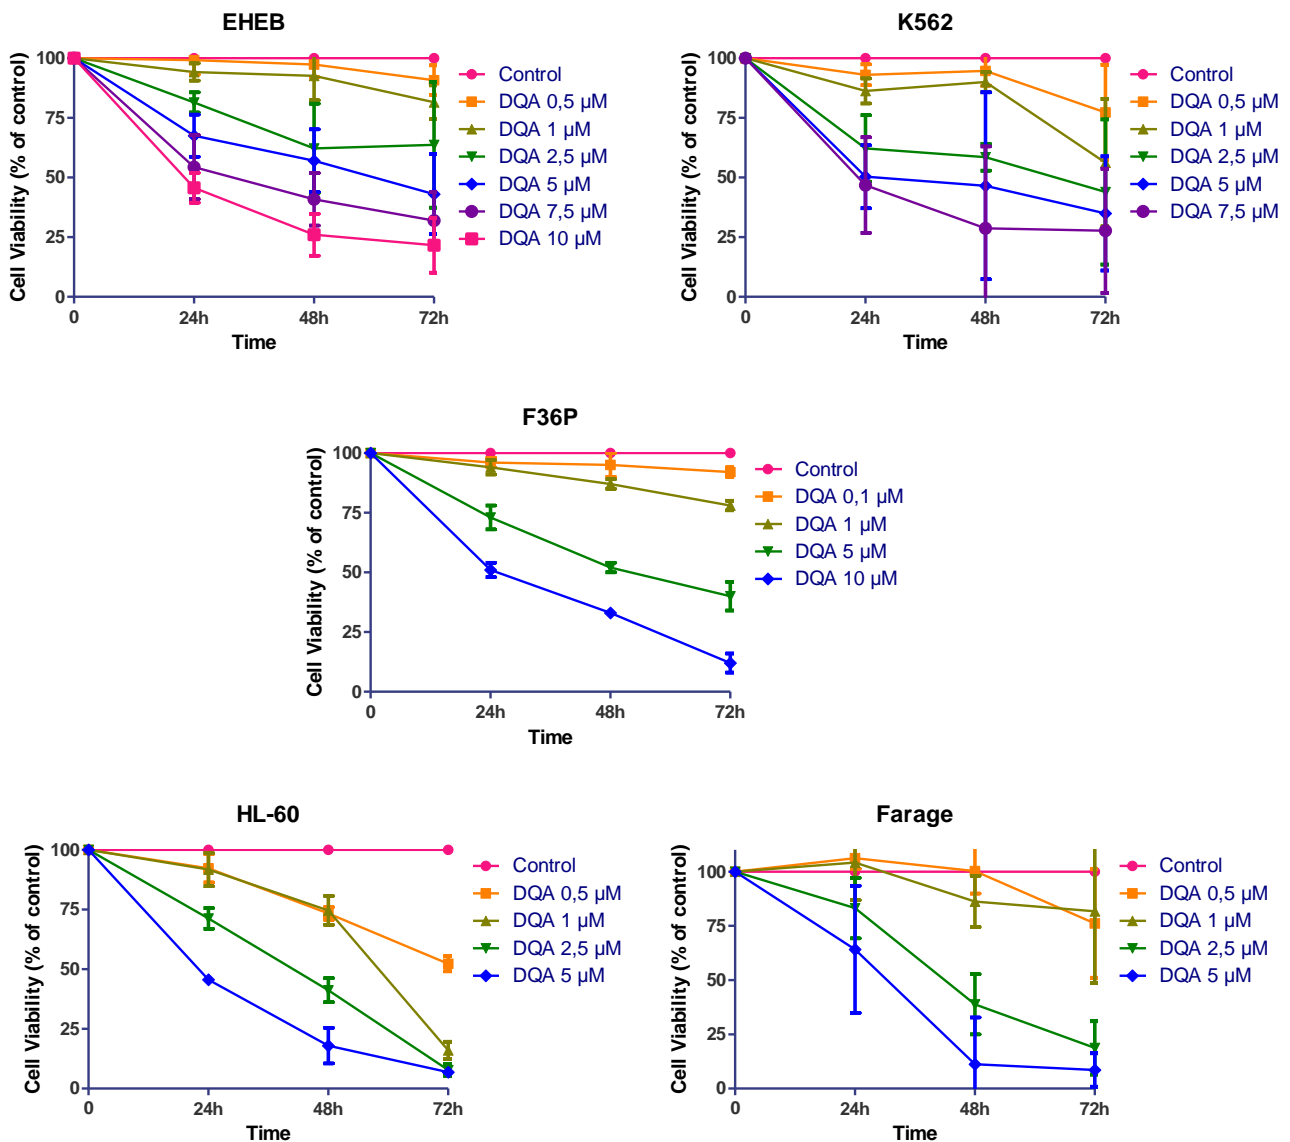 EHEB
Cell Viability (% of control)
100
75
50
25
0
0 24h 48h 72h
Time
Control
DQA 0,5 µM
DQA 1 µM
DQA 2,5 µM
DQA 5 µM
DQA 7,5 µM
DQA 10 µM
K562
Cell Viability (% of control)
100
75
50
25
0
0 24h 48h 72h
Time
Control
DQA 0,5 µM
DQA 1 µM
DQA 2,5 µM
DQA 5 µM
DQA 7,5 µM
F36P
Cell Viability (% of control)
100
75
50
25
0
0 24h 48h 72h
Time
Control
DQA 0,1 µM
DQA 1 µM
DQA 5 µM
DQA 10 µM
HL-60
Cell Viability (% of control)
100
75
50
25
0
0 24h 48h 72h
Time
Control
DQA 0,5 µM
DQA 1 µM
DQA 2,5 µM
DQA 5 µM
Farage
Cell Viability (% of control)
100
75
50
25
0
0 24h 48h 72h
Time
Control
DQA 0,5 µM
DQA 1 µM
DQA 2,5 µM
DQA 5 µM